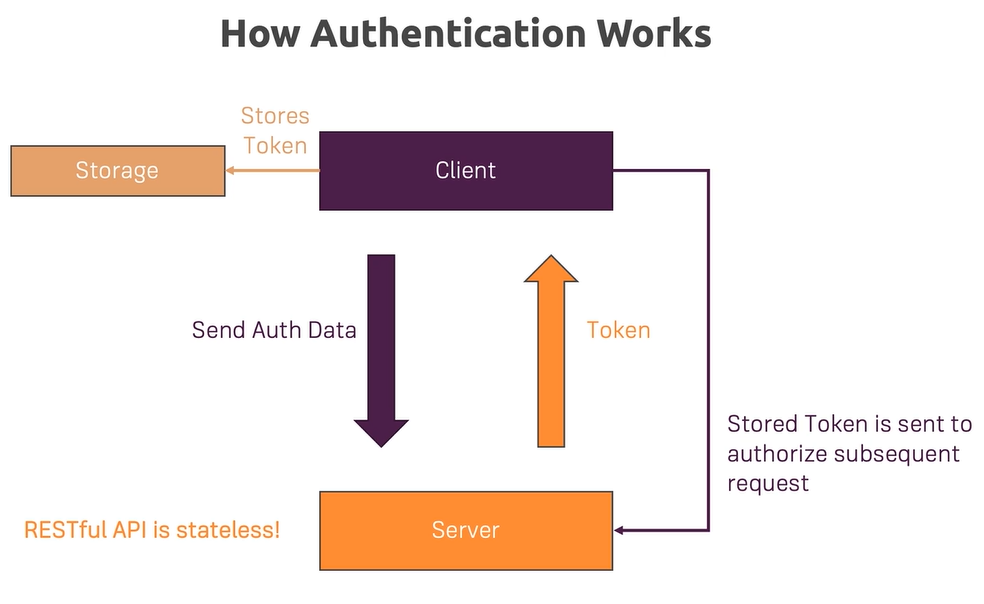 How Authentication Works
Stores
Token
Storage
Client
Send Auth Data
Token
Stored Token is sent to
authorize subsequent
request
RESTful API is stateless!
Server